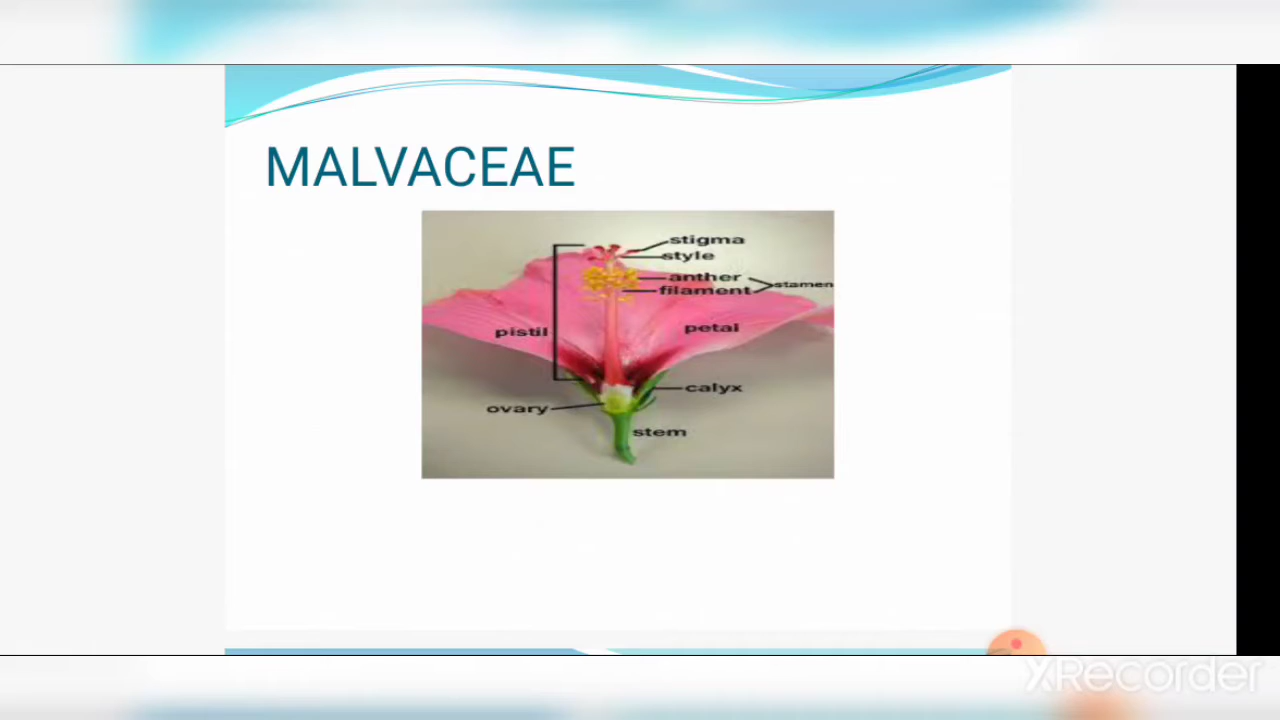 MALVACEAE
stigma
style
anther
stamen
filament
pistil
petal
calyx
ovary
stem
XRecorder